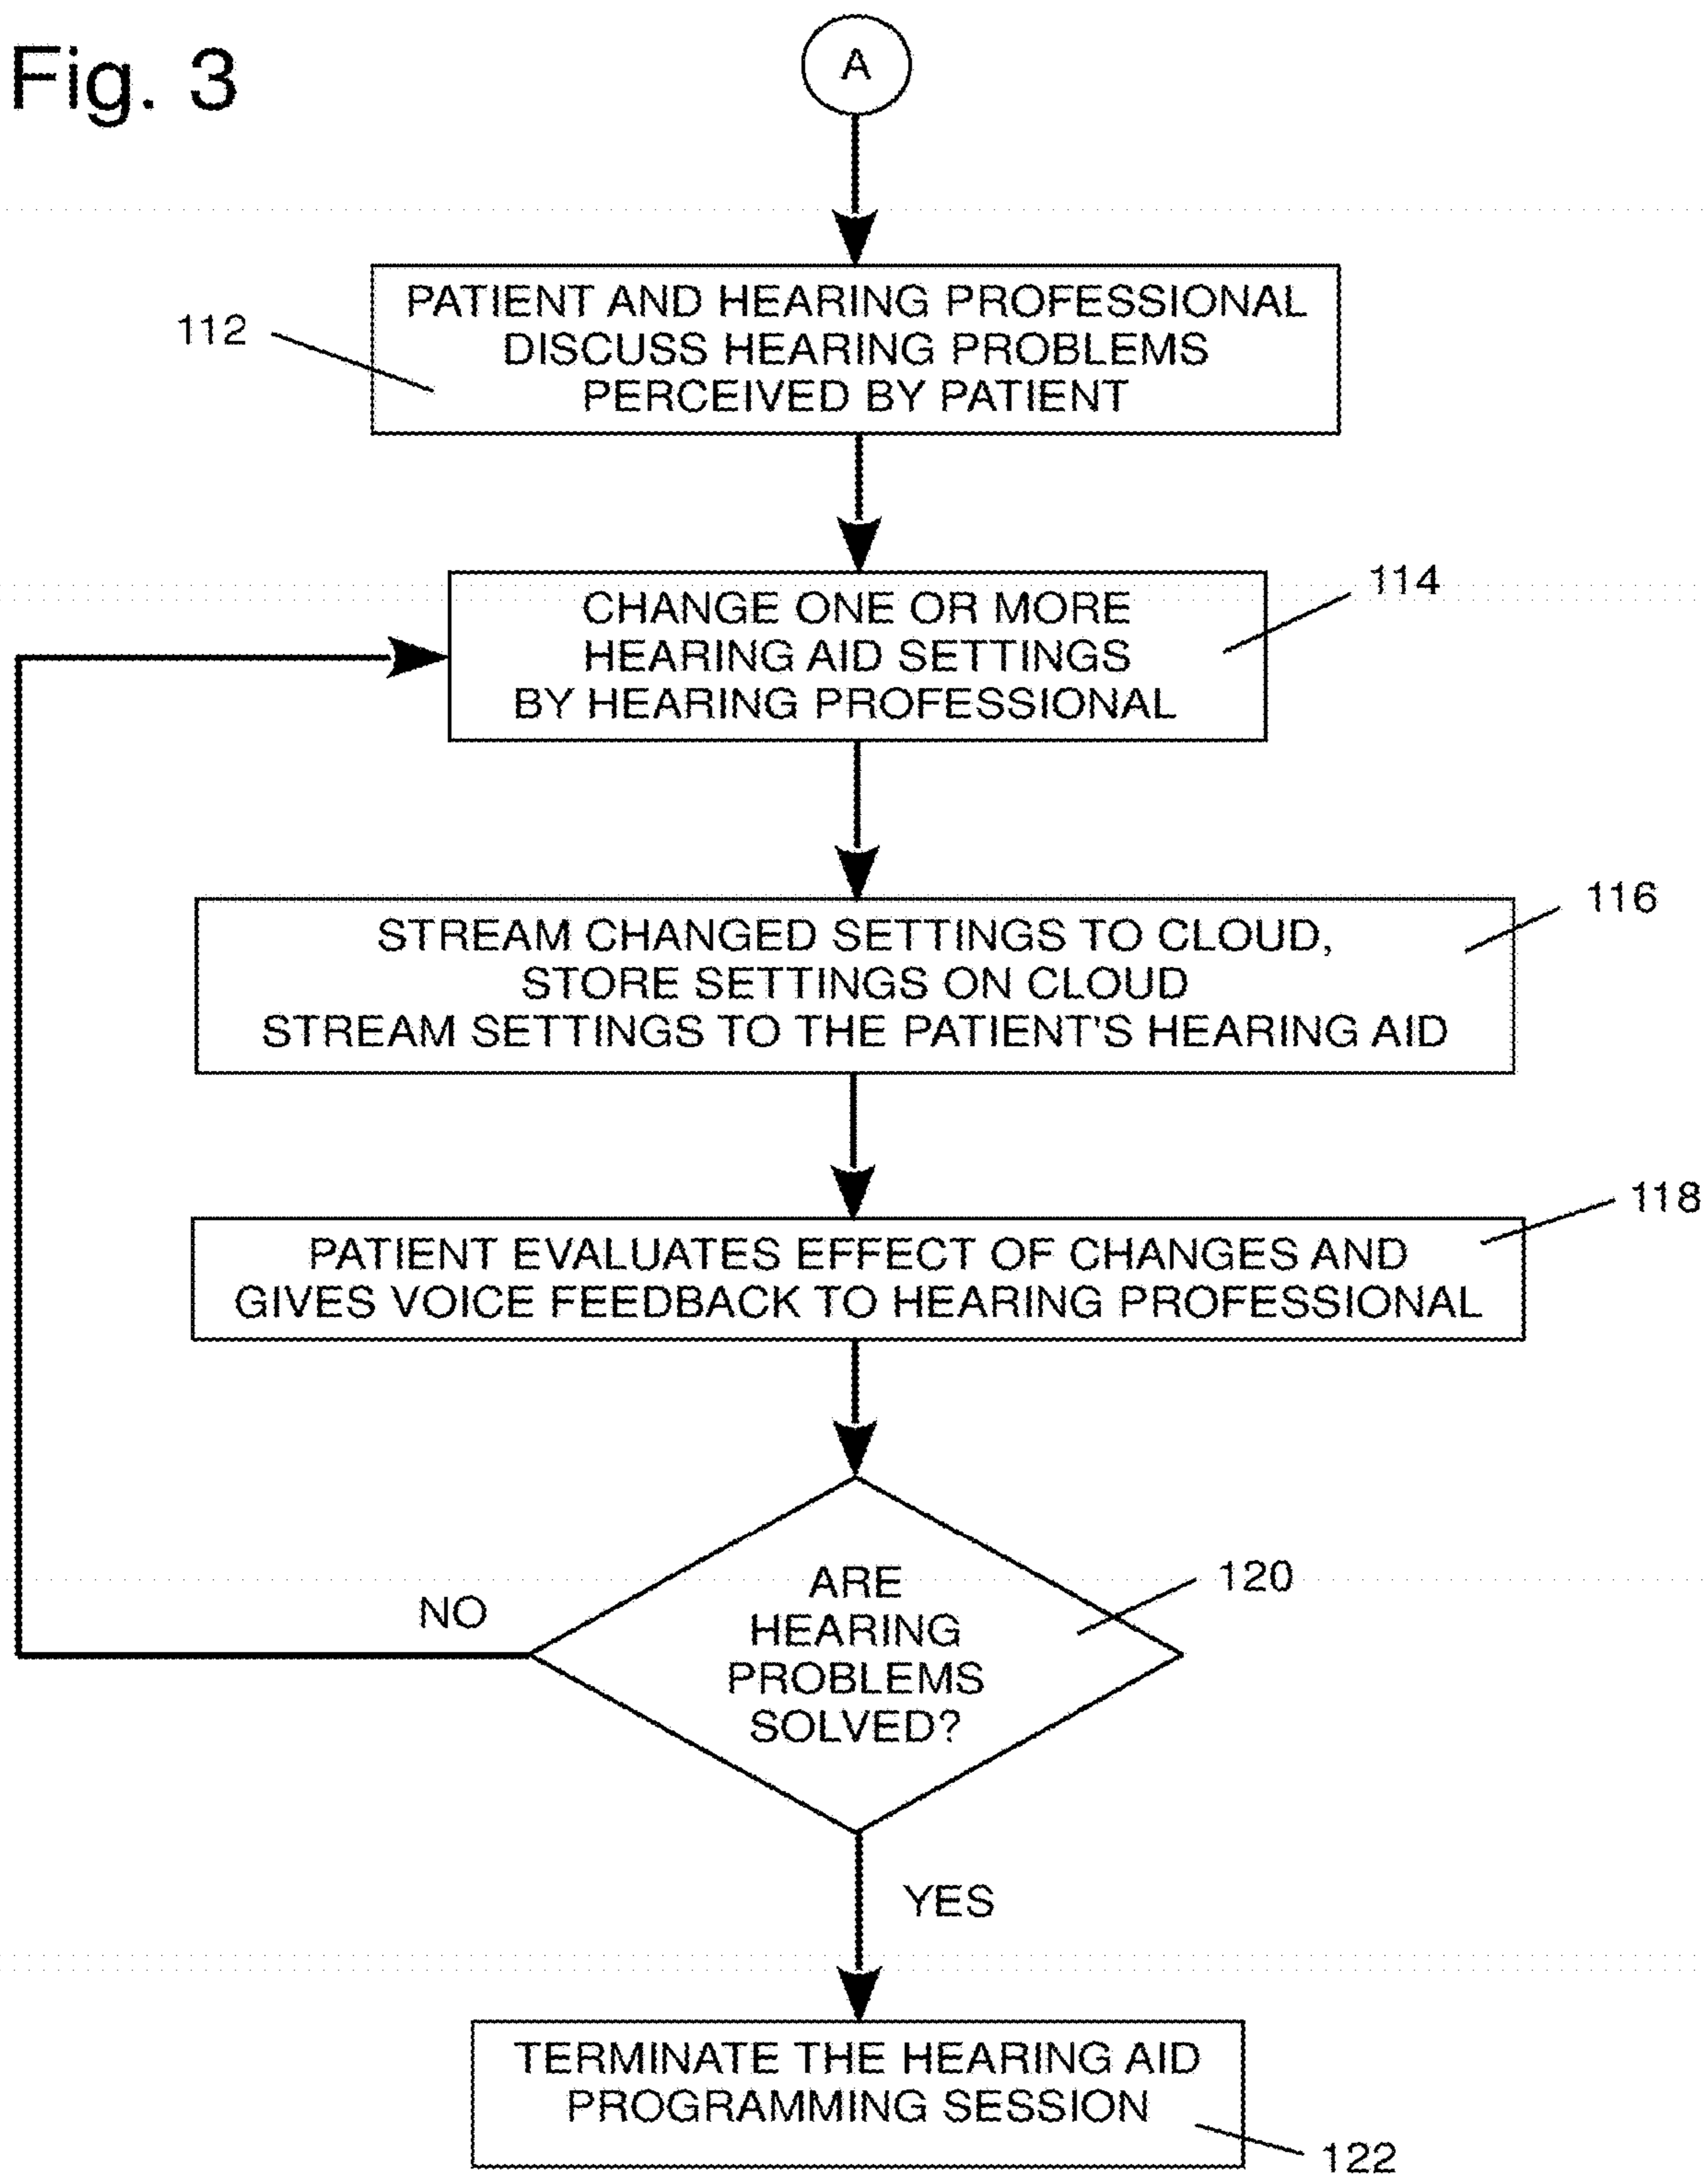 Fig. 3
A
112
PATIENT AND HEARING PROFESSIONAL
DISCUSS HEARING PROBLEMS
PERCEIVED BY PATIENT
114
CHANGE ONE OR MORE
HEARING AID SETTINGS
BY HEARING PROFESSIONAL
116
STREAM CHANGED SETTINGS TO CLOUD,
STORE SETTINGS ON CLOUD
STREAM SETTINGS TO THE PATIENT'S HEARING AID
118
PATIENT EVALUATES EFFECT OF CHANGES AND
GIVES VOICE FEEDBACK TO HEARING PROFESSIONAL
120
ARE
HEARING
PROBLEMS
SOLVED?
NO
YES
TERMINATE THE HEARING AID
PROGRAMMING SESSION
122